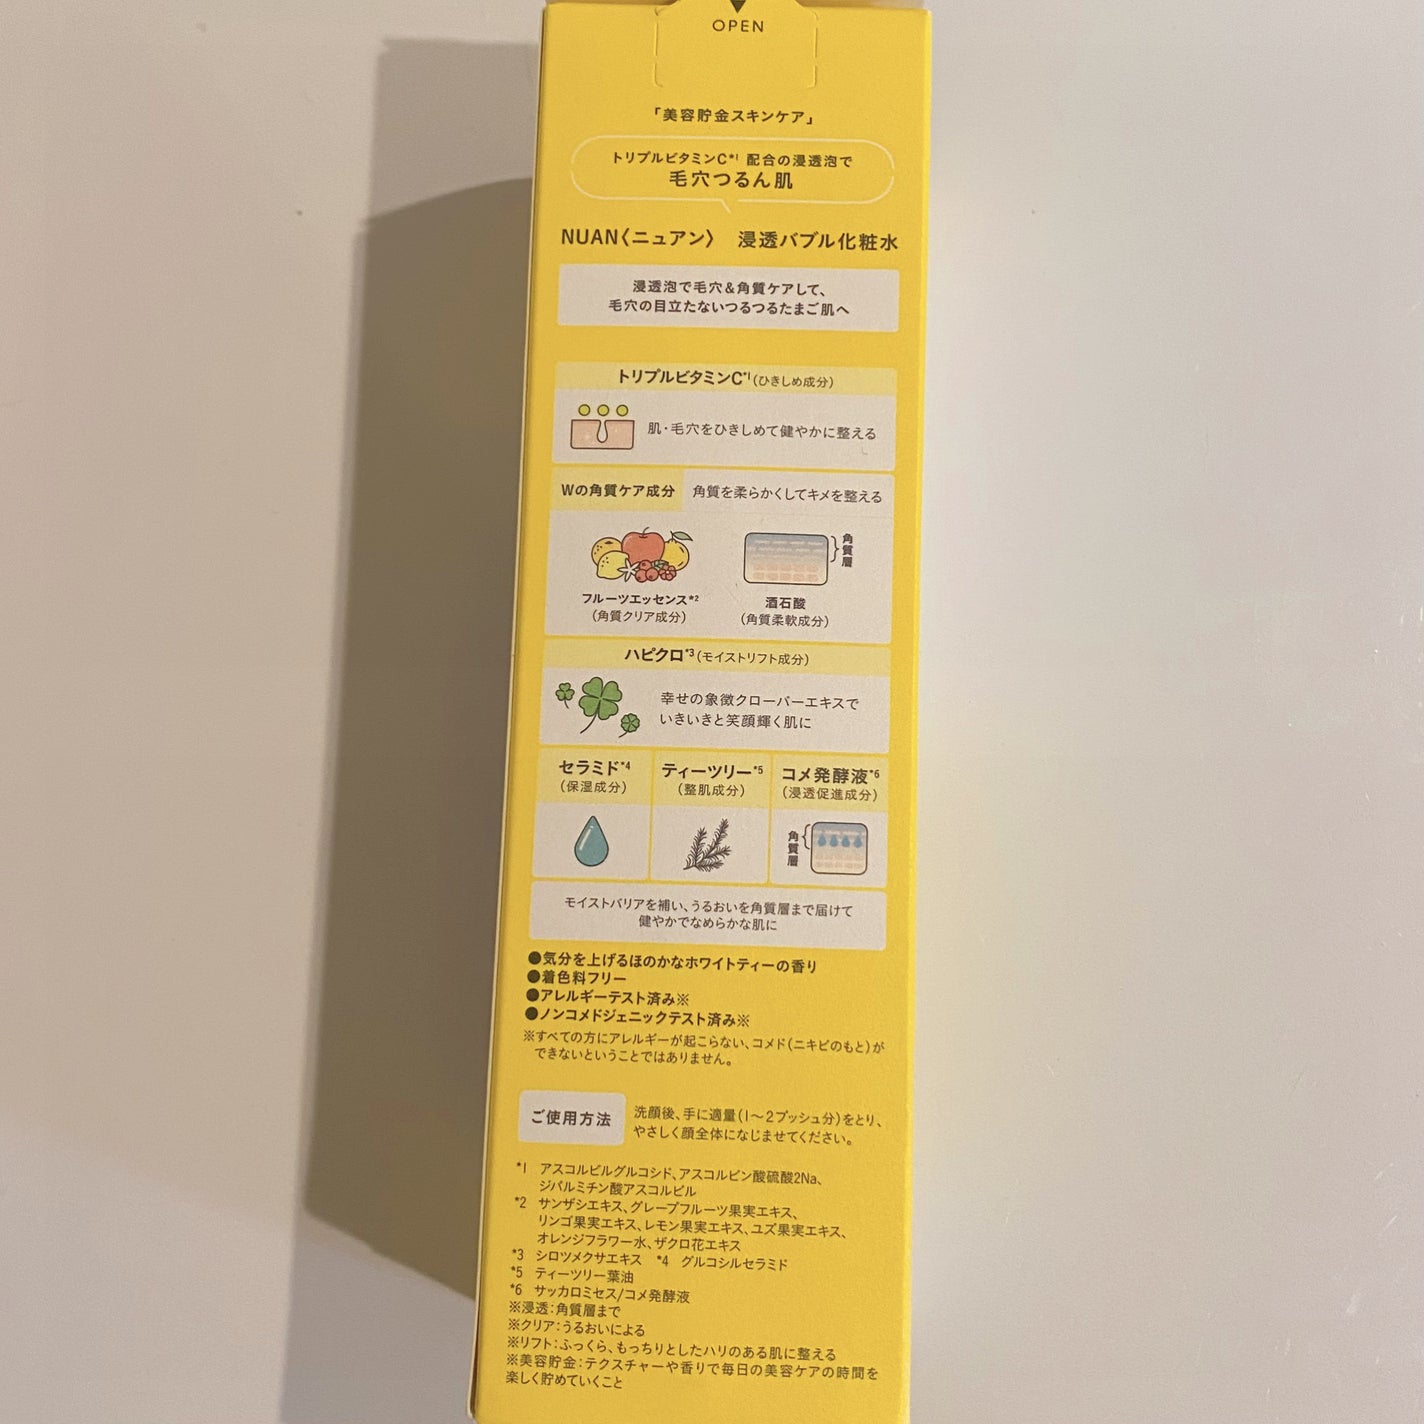 OPEN
「美容貯金スキンケア」
トリプルビタミンC*1 配合の浸透泡で
毛穴つるん肌
NUAN〈ニュアン〉 浸透バブル化粧水
浸透泡で毛穴&角質ケアして、
毛穴の目立たないつるつるたまご肌へ
トリプルビタミンC*1(ひきしめ成分)
肌・毛穴をひきしめて健やかに整える
Wの角質ケア成分 角質を柔らかくしてキメを整える
角質層
フルーツエッセンス*2
(角質クリア成分)
酒石酸
(角質柔軟成分)
ハピクロ*3(モイストリフト成分)
幸せの象徴クローバーエキスで
いきいきと笑顔輝く肌に
セラミド*4
(保湿成分)
ティーツリー*5
(整肌成分)
コメ発酵液*6
(浸透促進成分)
角質層
モイストバリアを補い、うるおいを角質層まで届けて
健やかでなめらかな肌に
●気分を上げるほのかなホワイトティーの香り
●着色料フリー
●アレルギーテスト済み※
●ノンコメドジェニックテスト済み※
※すべての方にアレルギーが起こらない、コメド(ニキビのもと)が
できないということではありません。
ご使用方法
洗顔後、手に適量(1〜2プッシュ分)をとり、
やさしく顔全体になじませてください。
*1 アスコルビルグルコシド、アスコルビン酸硫酸2Na、
ジパルミチン酸アスコルビル
*2 サンザシエキス、グレープフルーツ果実エキス、
リンゴ果実エキス、レモン果実エキス、ユズ果実エキス、
オレンジフラワー水、ザクロ花エキス
*3 シロツメクサエキス *4 グルコシルセラミド
*5 ティーツリー葉油
*6 サッカロミセス/コメ発酵液
※浸透:角質層まで
※クリア:うるおいによる
※リフト:ふっくら、もっちりとしたハリのある肌に整える
※美容貯金:テクスチャーや香りで毎日の美容ケアの時間を
楽しく貯めていくこと